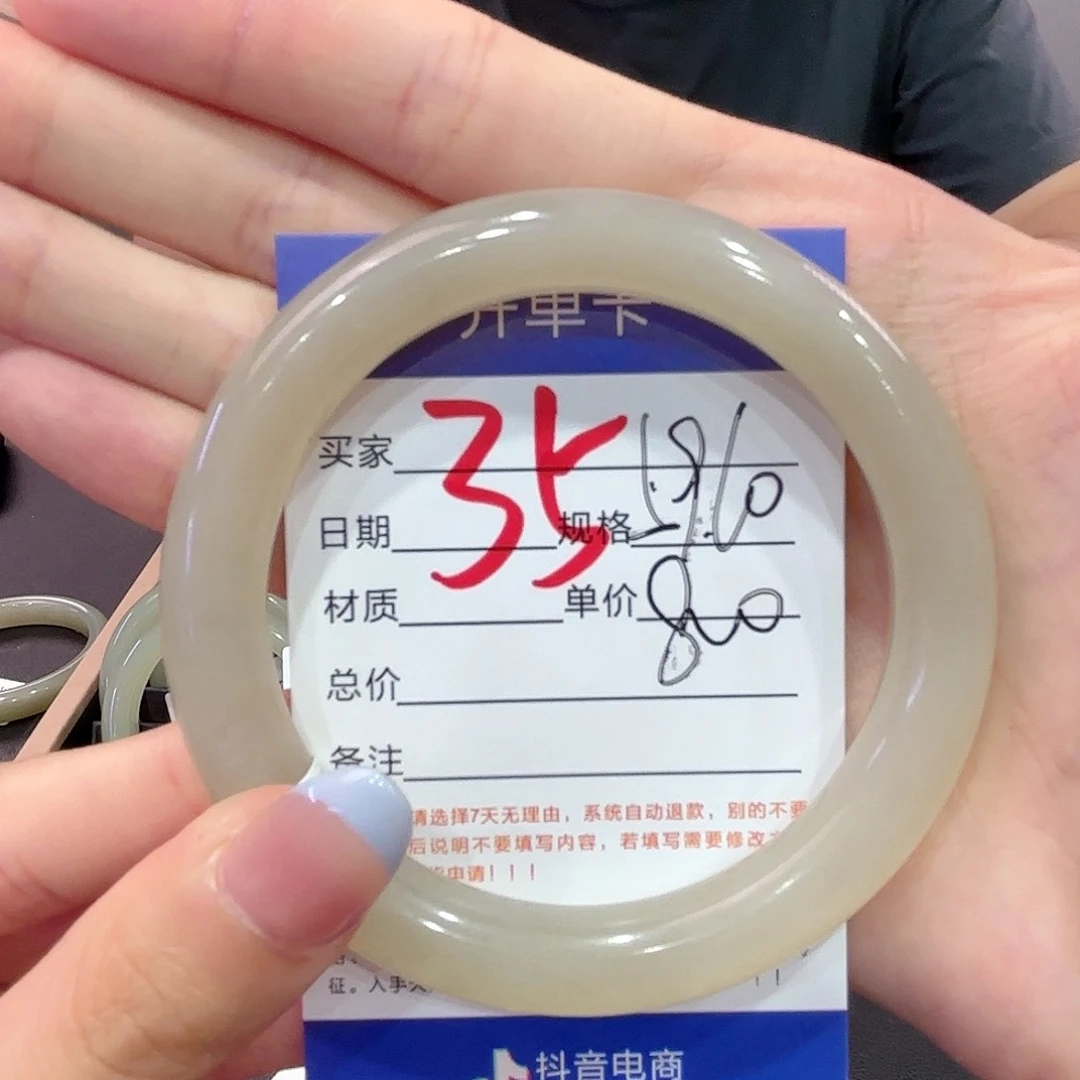 开单卡
买家
35
日期 规格
材质 单价 800
总价
备注
请选择7天无理由，系统自动退款，别的不要
后说明不要填写内容，若填写需要修改
申请！！！
征。入手
！！
抖音电商